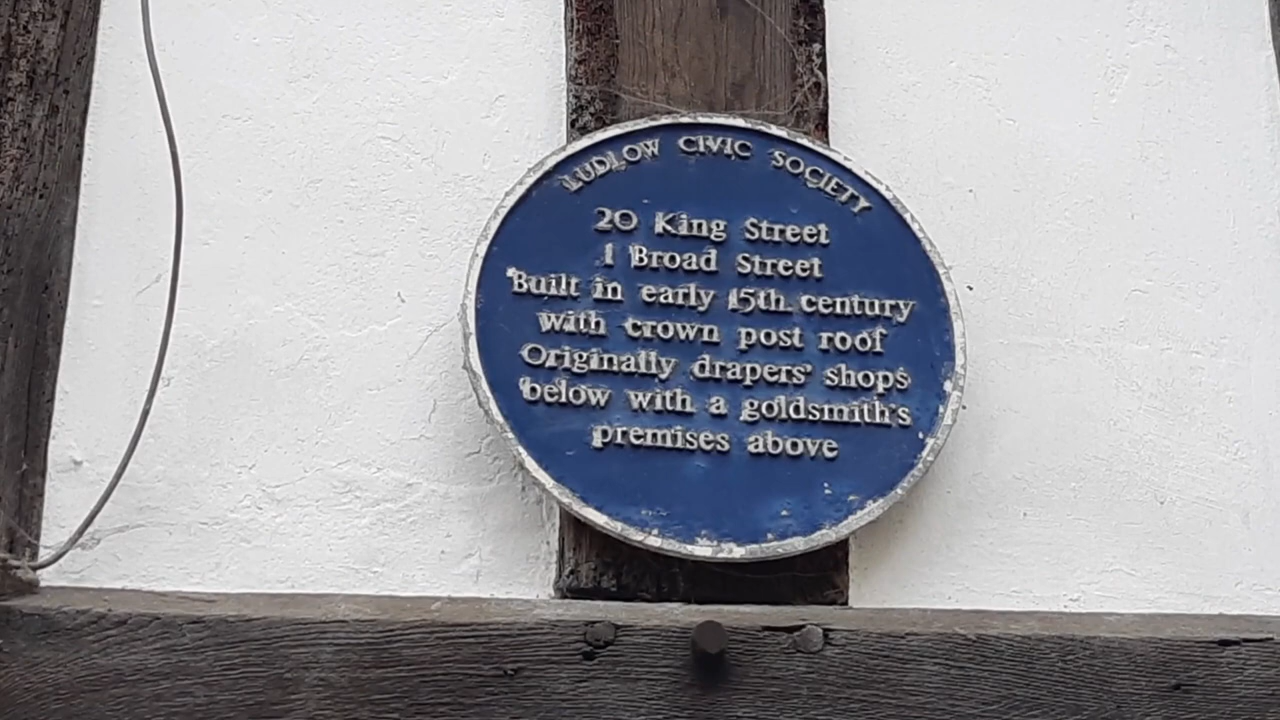 LUDLOW CIVIC SOCIETY
20 King Street
1 Broad Street
Built in early 15th century
with crown post roof
Originally drapers' shops
below with a goldsmith's
premises above